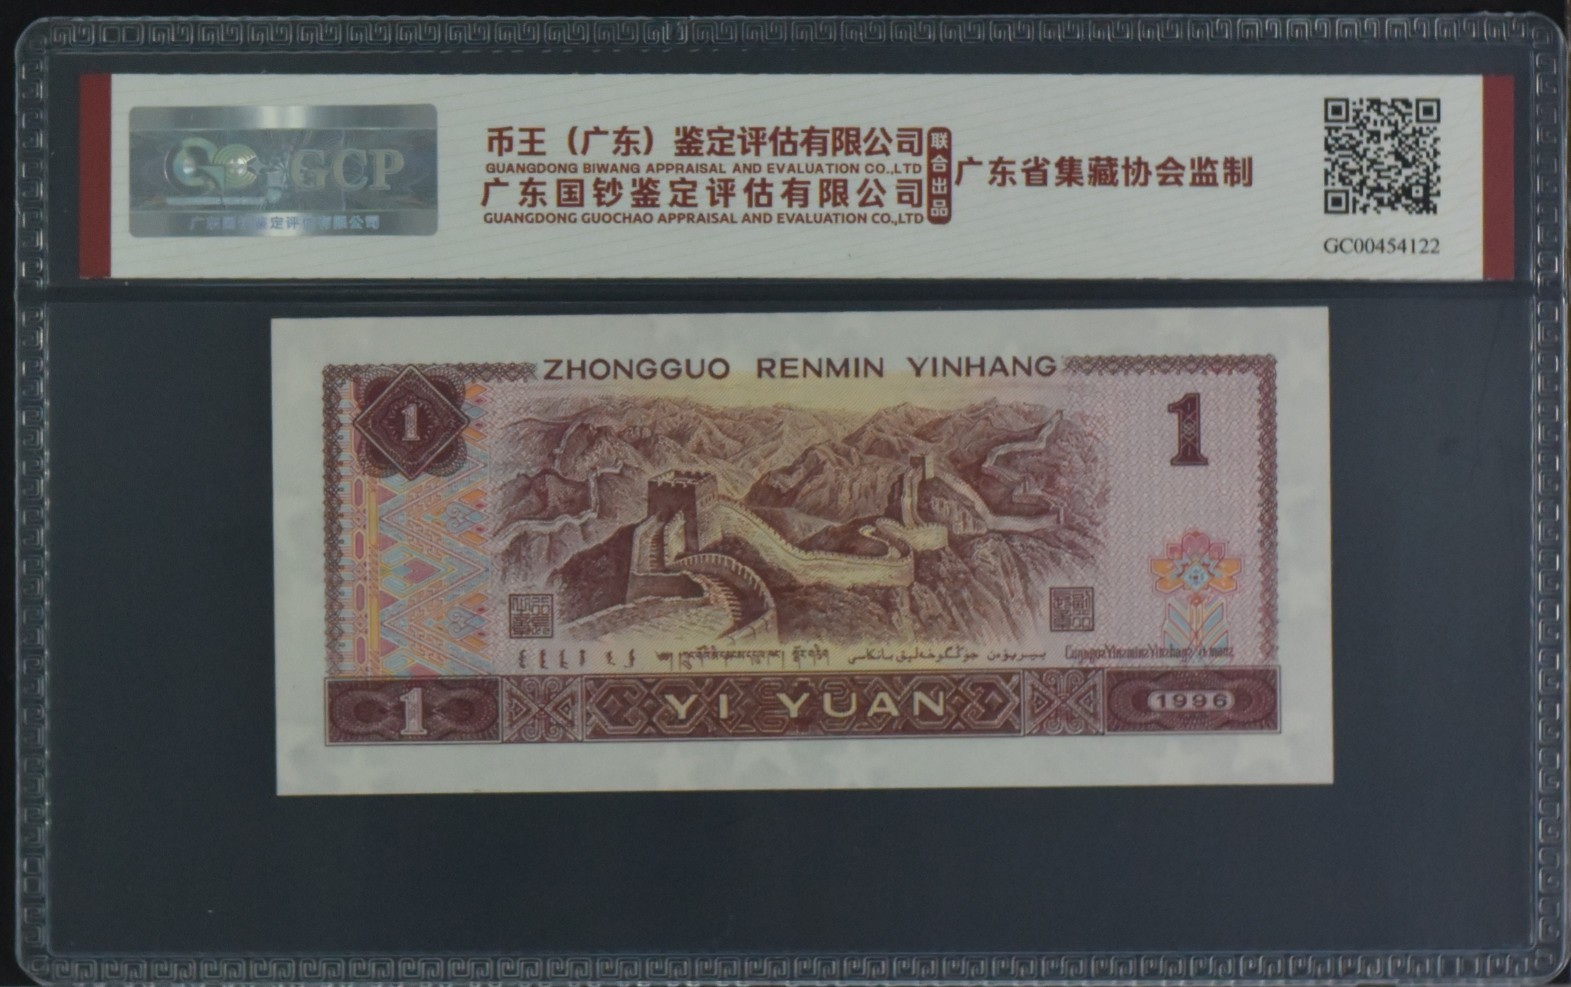 GCP
币王（广东）鉴定评估有限公司
GUANGDONG BIWANG APPRAISAL AND EVALUATION CO.,LTD
广东国钞鉴定评估有限公司
GUANGDONG GUOCHAO APPRAISAL AND EVALUATION CO.,LTD
联合出品
广东省集藏协会监制
GC00454122
ZHONGGUO RENMIN YINHANG
1
1
1 YI YUAN 1996